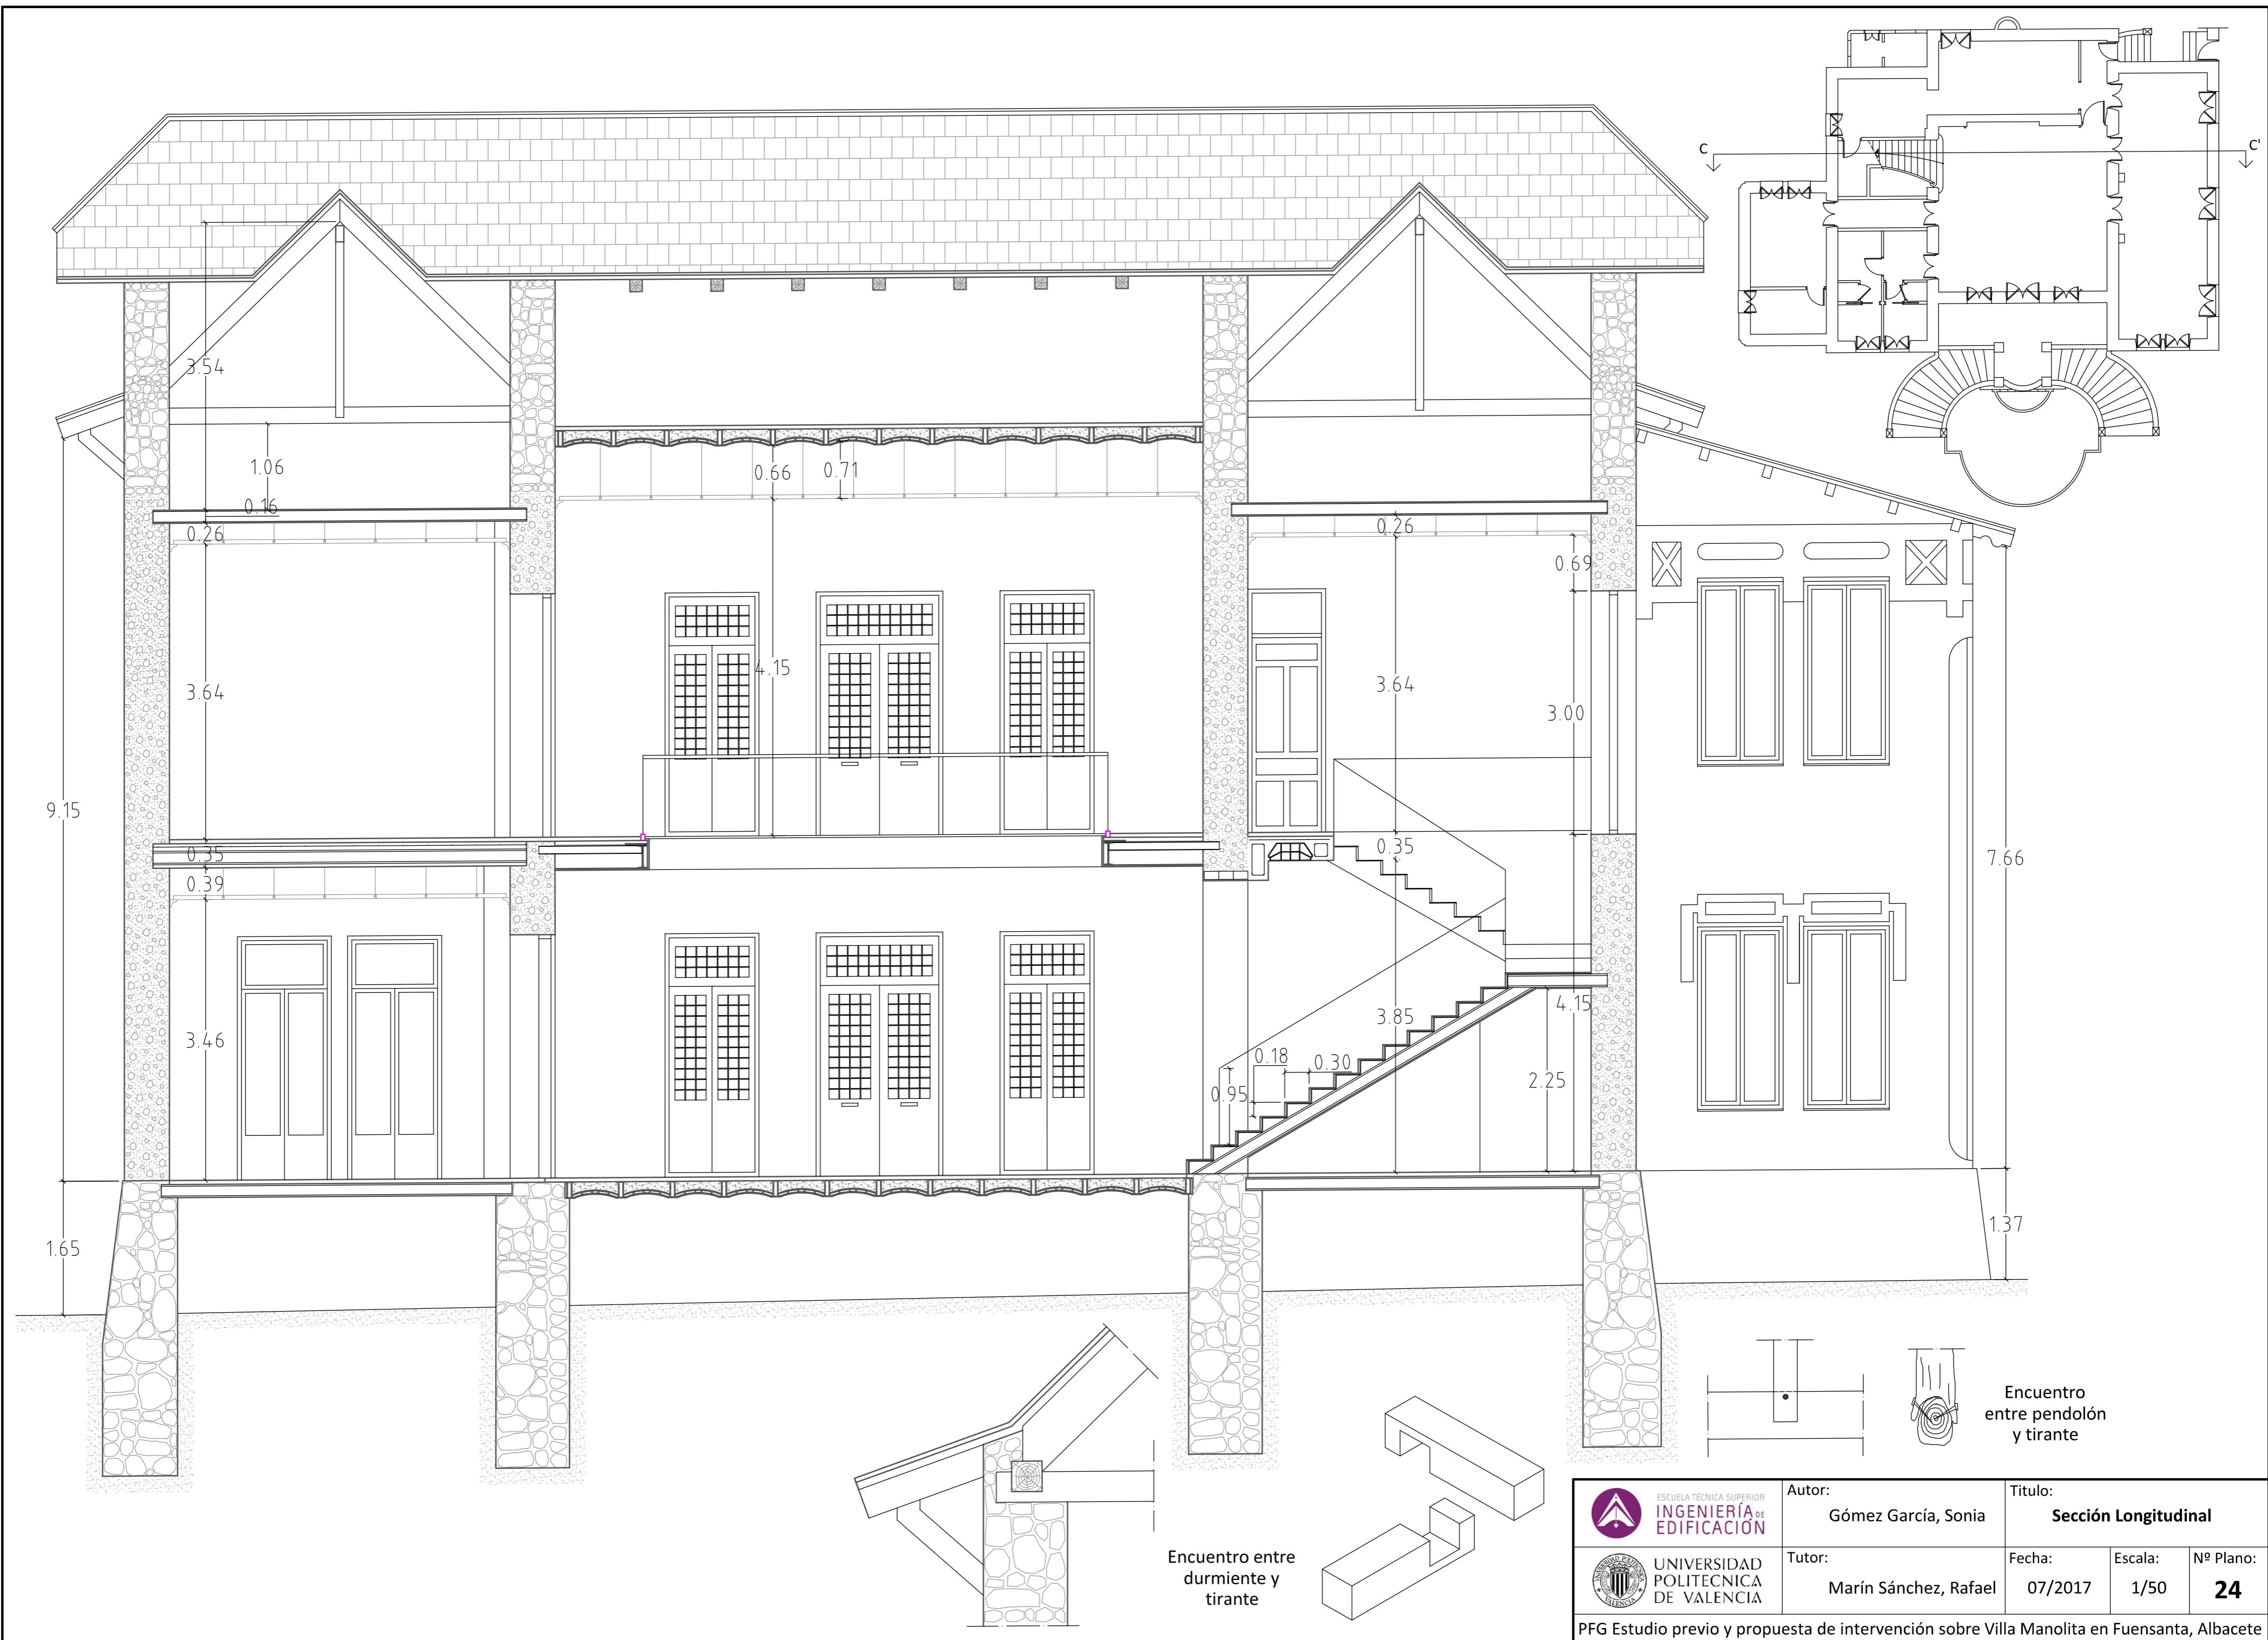 C
C'
3.54
1.06
0.16
0.26
0.66
0.71
0.26
0.69
3.64
4.15
3.64
3.00
9.15
7.66
0.35
0.39
0.35
3.46
3.85
4.15
0.18
0.30
0.95
2.25
1.65
1.37
Encuentro
entre pendolón
y tirante
Encuentro entre
durmiente y
tirante
ESCUELA TÉCNICA SUPERIOR
INGENIERÍA DE
EDIFICACIÓN
Autor:
Gómez García, Sonia
Titulo:
Sección Longitudinal
UNIVERSIDAD
POLITECNICA
DE VALENCIA
Tutor:
Marín Sánchez, Rafael
Fecha:
07/2017
Escala:
1/50
Nº Plano:
24
PFG Estudio previo y propuesta de intervención sobre Villa Manolita en Fuensanta, Albacete